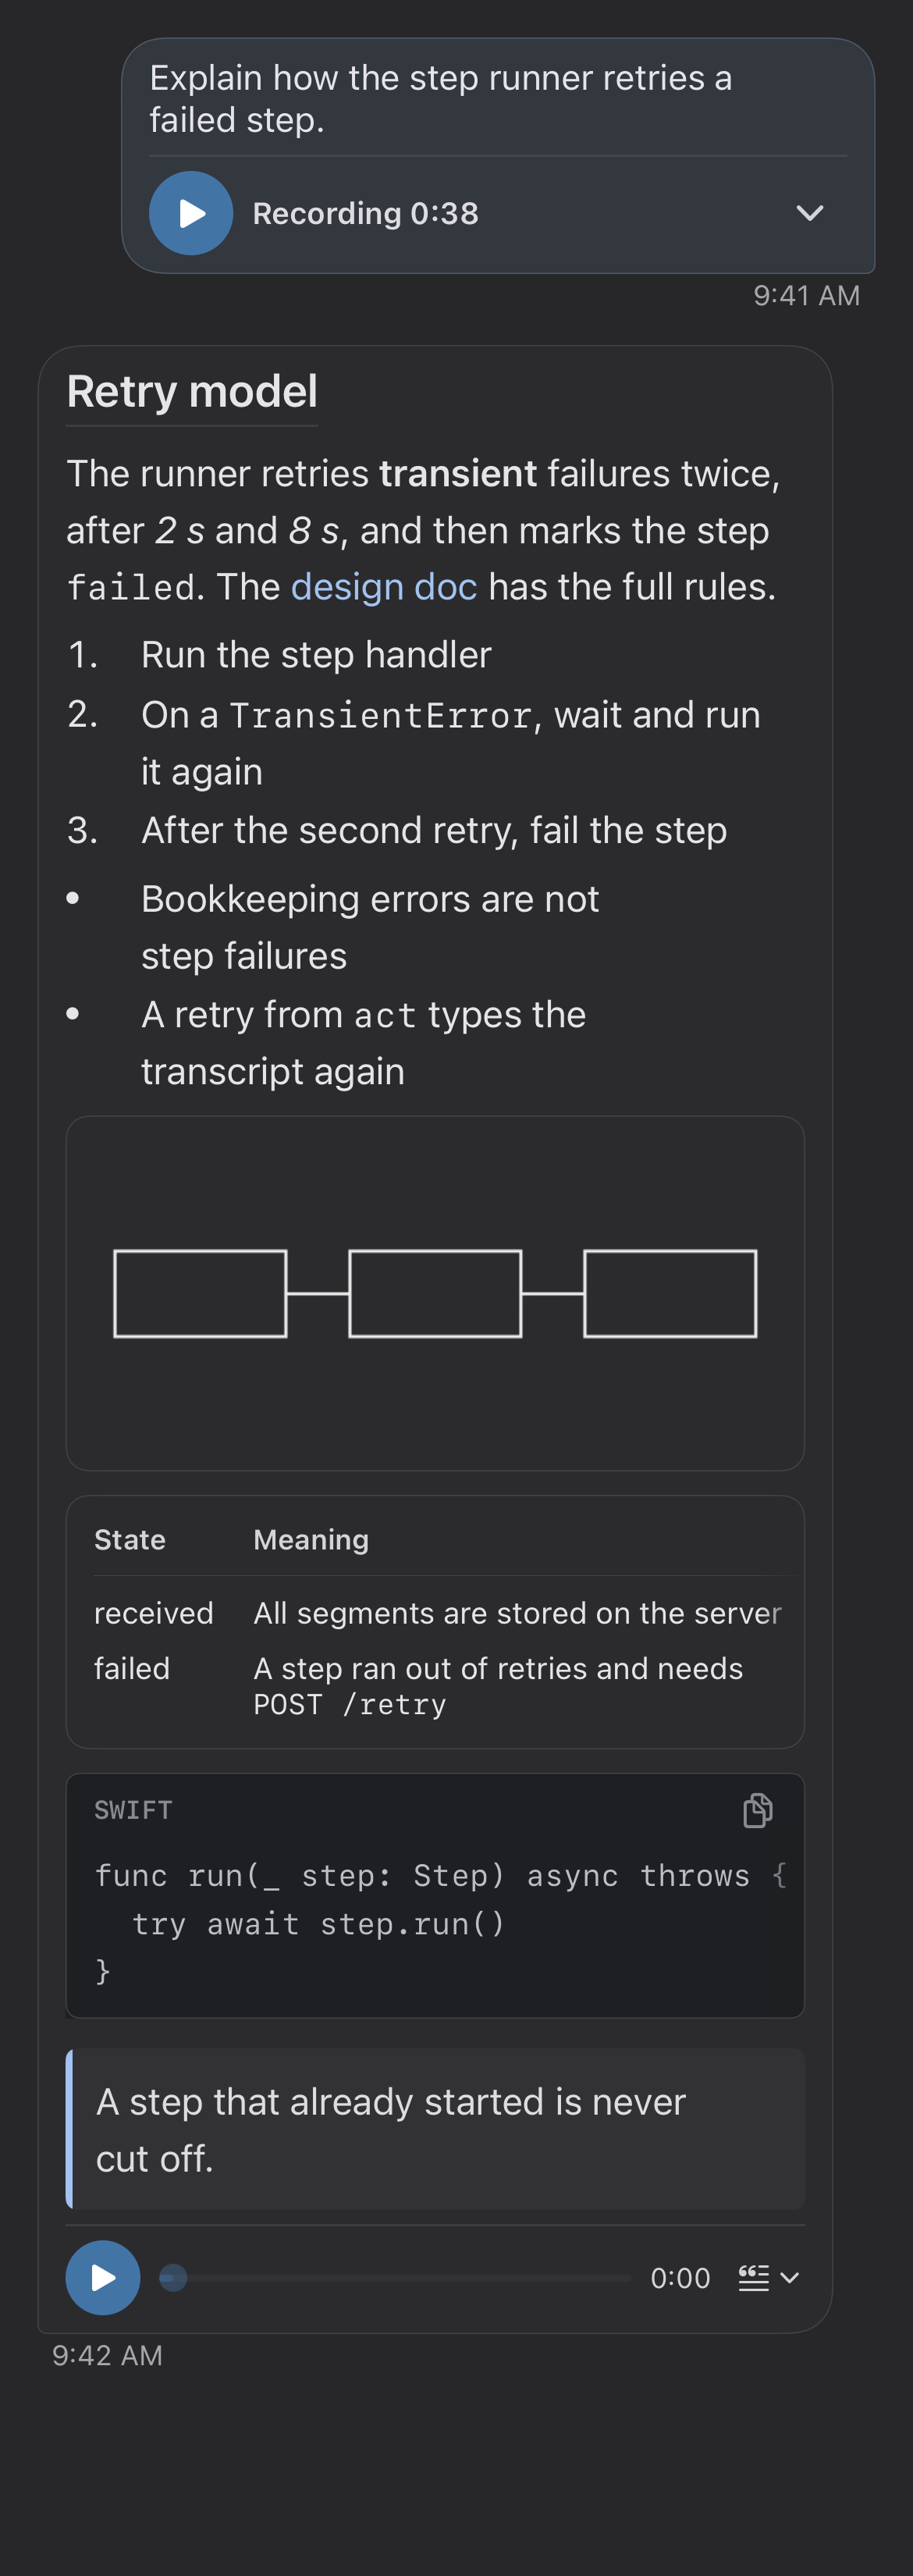 Explain how the step runner retries a
failed step.
Recording 0:38
9:41 AM
Retry model
The runner retries transient failures twice,
after 2 s and 8 s, and then marks the step
failed. The design doc has the full rules.
1. Run the step handler
2. On a TransientError, wait and run
it again
3. After the second retry, fail the step
• Bookkeeping errors are not
step failures
• A retry from act types the
transcript again
State Meaning
received All segments are stored on the server
failed A step ran out of retries and needs
POST /retry
SWIFT
func run(_ step: Step) async throws {
  try await step.run()
}
A step that already started is never
cut off.
0:00
9:42 AM